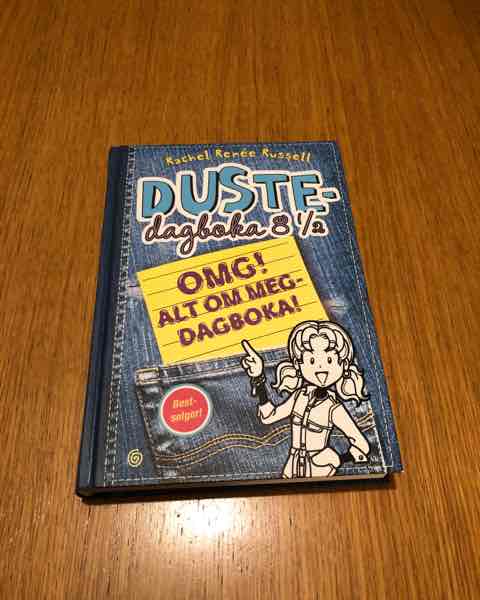 Rachel Renée Russell
DUSTE-
dagboka 8 ½
OMG!
ALT OM MEG-
DAGBOKA!
Best-
selger!